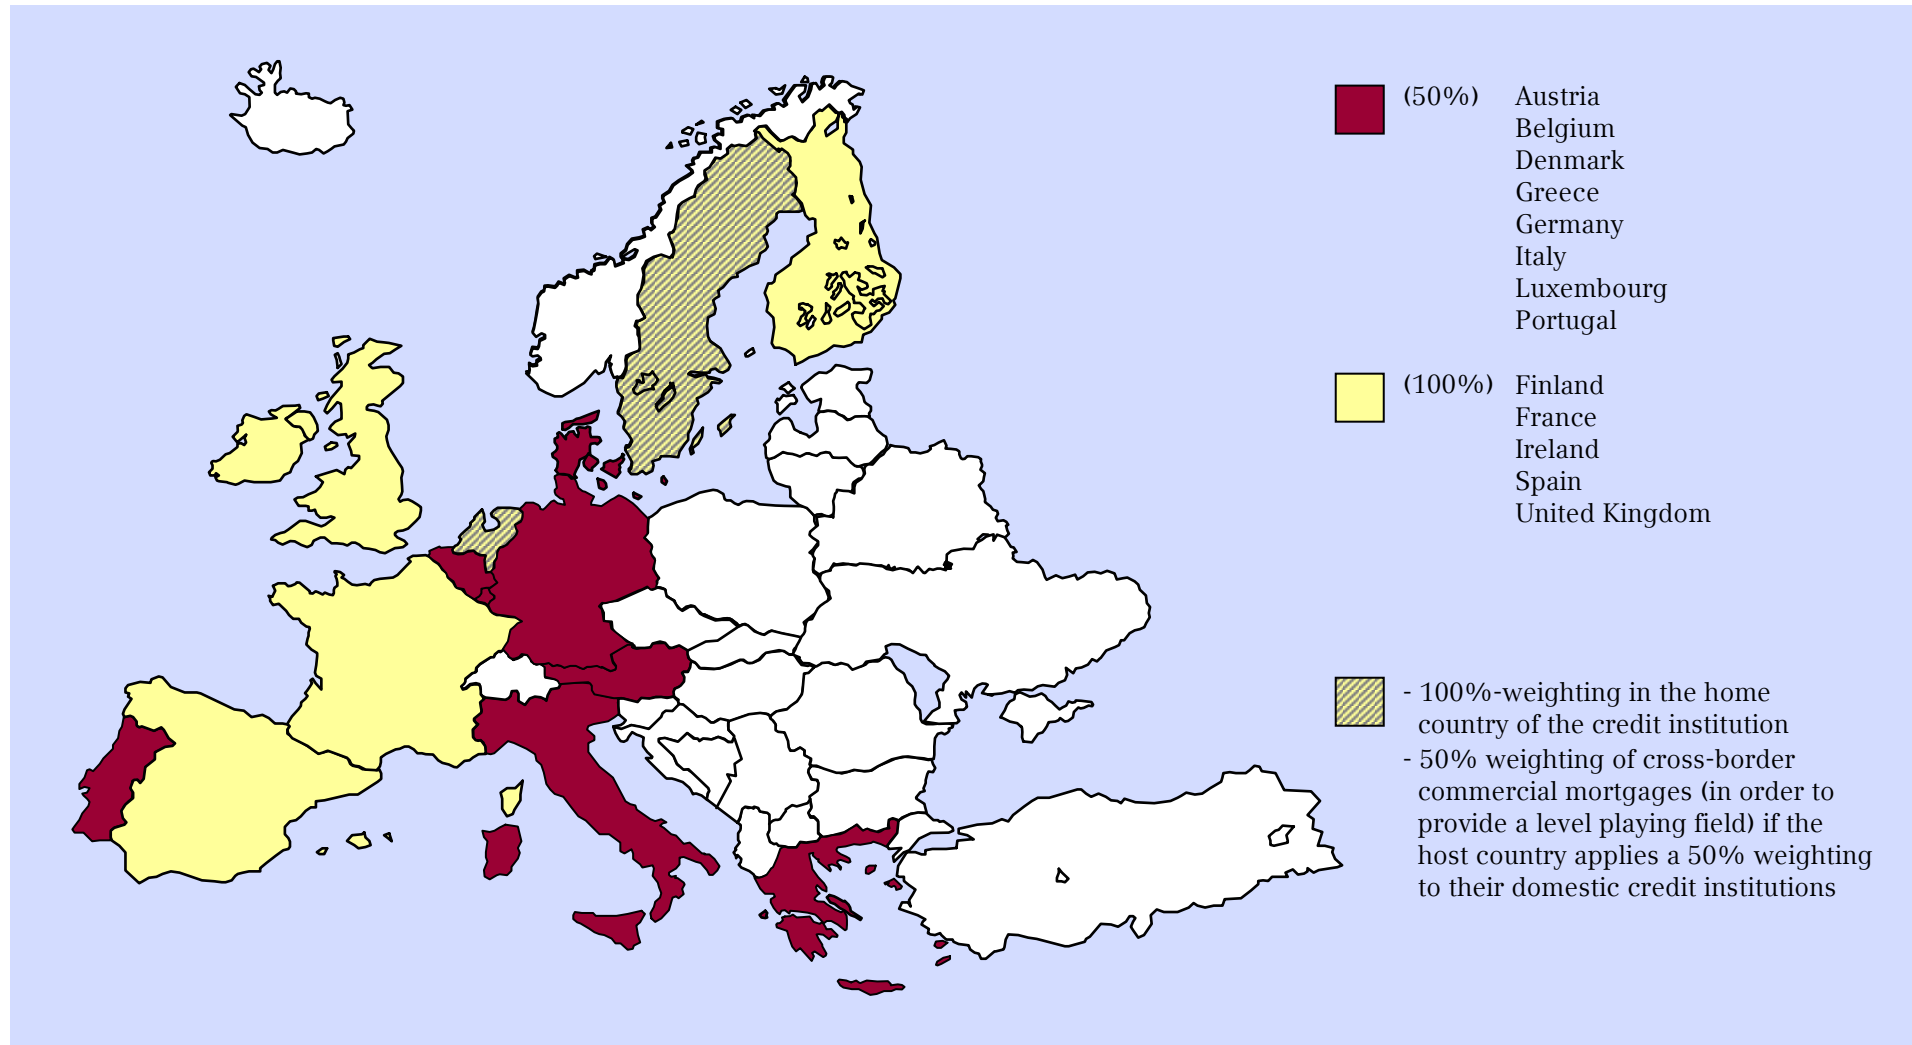 (50%) Austria
Belgium
Denmark
Greece
Germany
Italy
Luxembourg
Portugal
(100%) Finland
France
Ireland
Spain
United Kingdom
- 100%-weighting in the home
country of the credit institution
- 50% weighting of cross-border
commercial mortgages (in order to
provide a level playing field) if the
host country applies a 50% weighting
to their domestic credit institutions